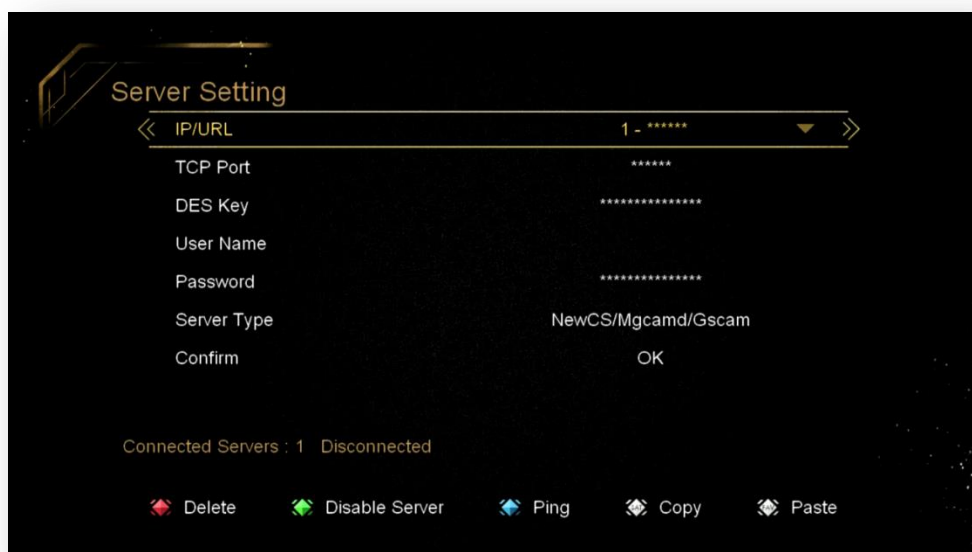 Server Setting
IP/URL 1 - ******
TCP Port ******
DES Key ***************
User Name
Password ***************
Server Type NewCS/Mgcamd/Gscam
Confirm OK
Connected Servers : 1 Disconnected
Delete Disable Server Ping Copy Paste